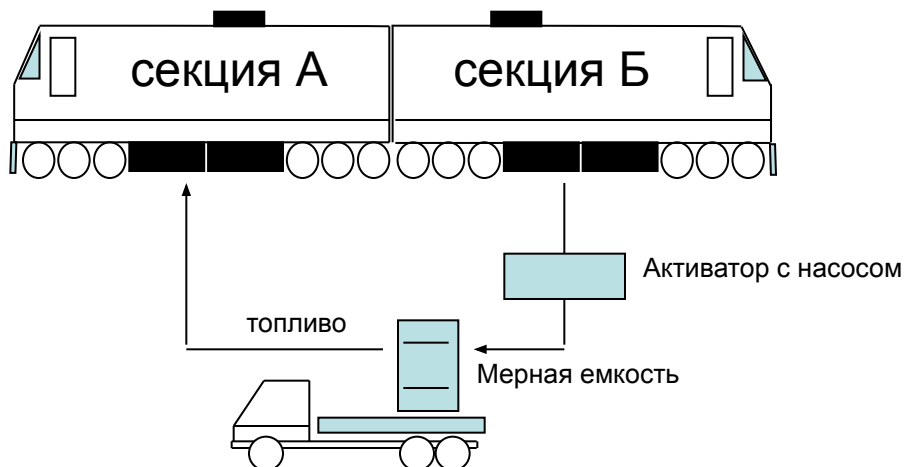 секция А
секция Б
Активатор с насосом
топливо
Мерная емкость